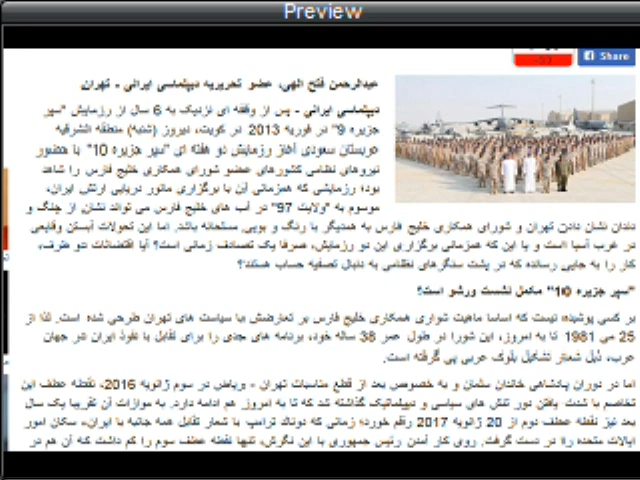 Preview
Share
عبدالرحمن فتح الهی، عضو تحریریه دیپلماسی ایرانی - تهران
دیپلماسی ایرانی - پس از وقفه ای نزدیک به 6 سال از رزمایش "سپر
جزیره 9" در فوریه 2013 در کویت، دیروز (شنبه) منطقه الشرقیه
عربستان سعودی آغاز رزمایش دو هفته ای "سپر جزیره 10" با حضور
نیروهای نظامی کشورهای عضو شورای همکاری خلیج فارس را شاهد
بود؛ رزمایشی که همزمانی آن با برگزاری مانور دریایی ارتش ایران،
موسوم به "ولایت 97" در آب های خلیج فارس می تواند نشان از جنگ و
دندان نشان دادن تهران و شورای همکاری خلیج فارس به همدیگر با رنگ و بویی مسلحانه باشد. اما این تحولات آبستن وقایعی
در غرب آسیا است و یا این که همزمانی برگزاری این دو رزمایش، صرفا یک تصادف زمانی است؟ آیا اقتضائات دو طرف،
کار را به جایی رسانده که در پشت سنگرهای نظامی به دنبال تصفیه حساب هستند؟
"سپر جزیره 10" مکمل نشست ورشو است؟
بر کسی پوشیده نیست که اساسا ماهیت شورای همکاری خلیج فارس بر تعارضش با سیاست های تهران طرحی شده است. لذا از
25 می 1981 تا به امروز، این شورا در طول عمر 38 ساله خود، برنامه های جدی را برای تقابل با نفوذ ایران در جهان
عرب، ذیل شعار تشکیل بلوک عربی پی گرفته است.
اما در دوران پادشاهی خاندان سلمان و به خصوص بعد از قطع مناسبات تهران - ریاض در سوم ژانویه 2016، نقطه عطف این
تخاصم با شدت یافتن دور تنش های سیاسی و دیپلماتیک گذاشته شد که تا به امروز هم ادامه دارد. به موازات آن تقریبا یک سال
بعد نیز نقطه عطف دوم از 20 ژانویه 2017 رقم خورد؛ زمانی که دونالد ترامپ با شعار تقابل همه جانبه با ایران، سکان امور
ایالات متحده را در دست گرفت. روی کار آمدن رئیس جمهوری با این نگرش، تنها نقطه عطف سوم را کم داشت که آن هم در